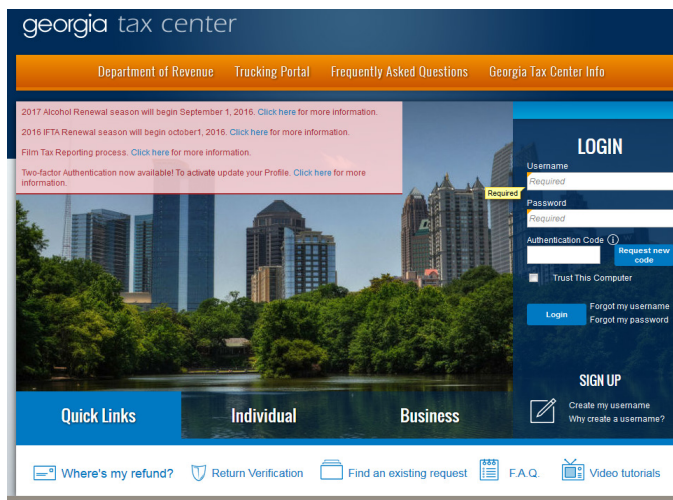 georgia tax center
Department of Revenue Trucking Portal Frequently Asked Questions Georgia Tax Center Info
2017 Alcohol Renewal season will begin September 1, 2016. Click here for more information.
2016 IFTA Renewal season will begin october1, 2016. Click here for more information.
Film Tax Reporting process. Click here for more information.
Two-factor Authentication now available! To activate update your Profile. Click here for more
information.
LOGIN
Username
Required
Required
Password
Required
Authentication Code
Request new
code
Trust This Computer
Login
Forgot my username
Forgot my password
SIGN UP
Create my username
Why create a username?
Quick Links Individual Business
Where's my refund? Return Verification Find an existing request F.A.Q. Video tutorials